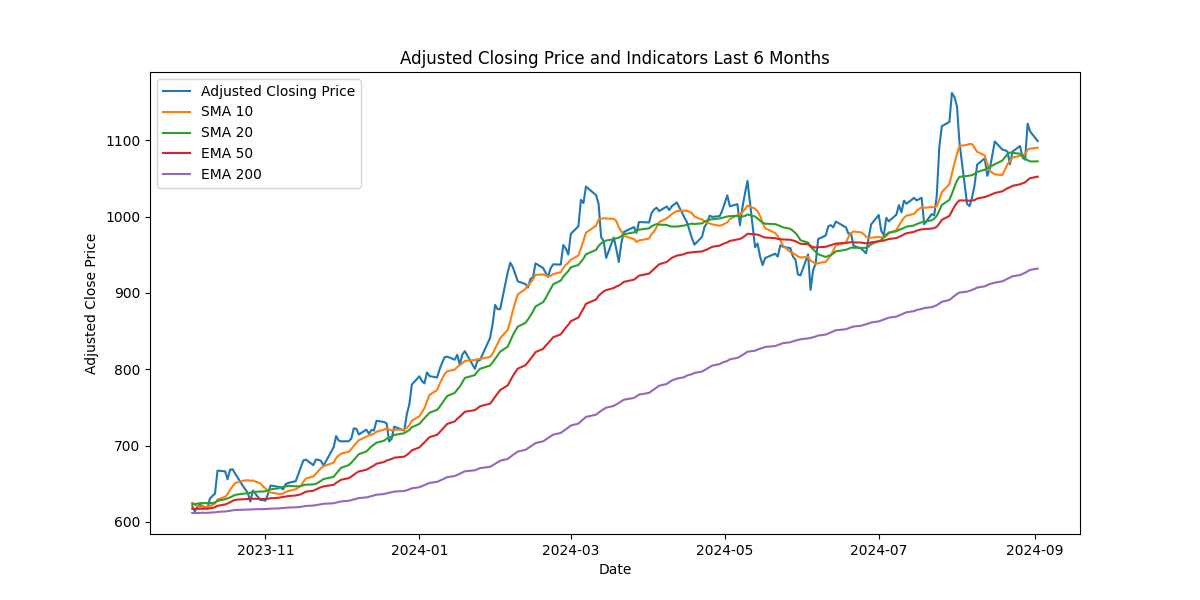 Adjusted Closing Price and Indicators Last 6 Months
Adjusted Closing Price
SMA 10
SMA 20
EMA 50
EMA 200
Adjusted Close Price
1100
1000
900
800
700
600
2023-11
2024-01
2024-03
2024-05
2024-07
2024-09
Date